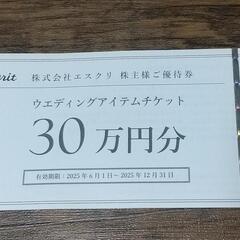 株式会社エスクリ 株主様ご優待券
ウエディングアイテムチケット
30万円分
有効期限：2025年6月1日～2025年12月31日